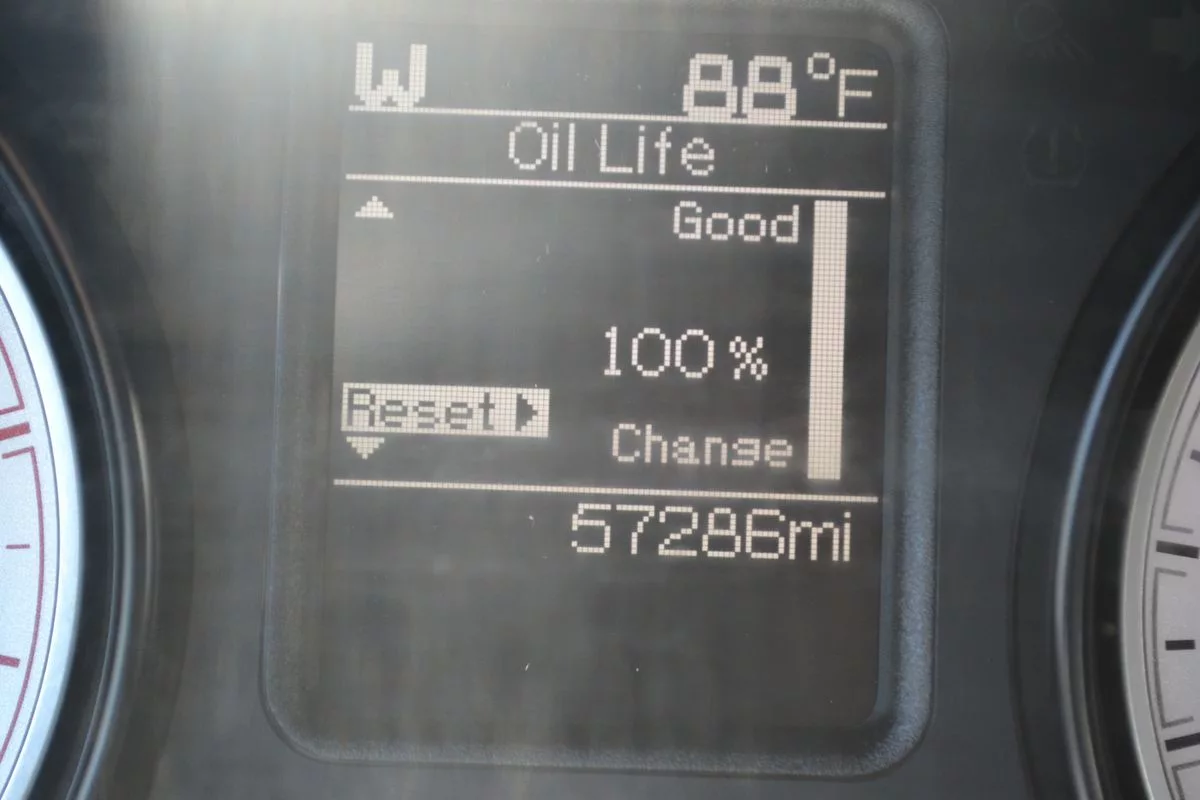 W 88°F
Oil Life
Good
100%
Reset
Change
57286mi